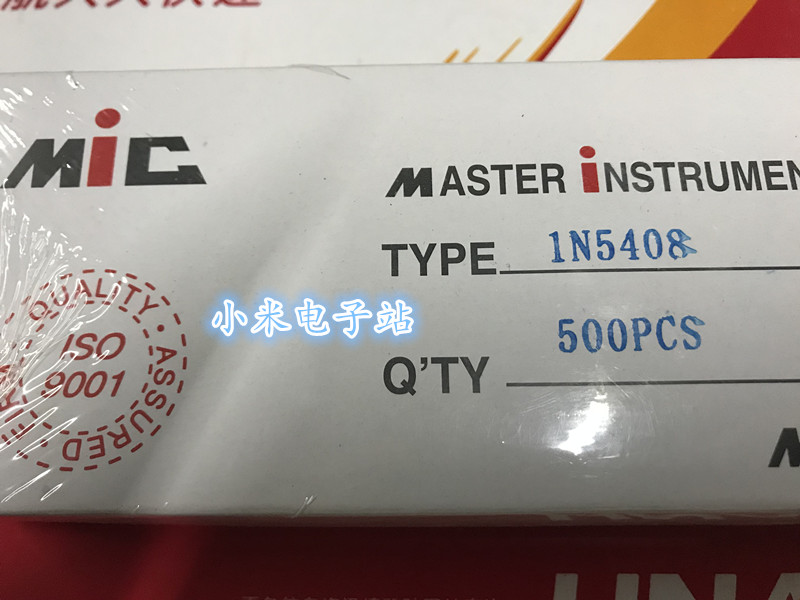 MiC
MASTER iNSTRUMEN
TYPE 1N5408
小米电子站
500PCS
Q'TY
QUALITY · ASSURED
ISO
9001